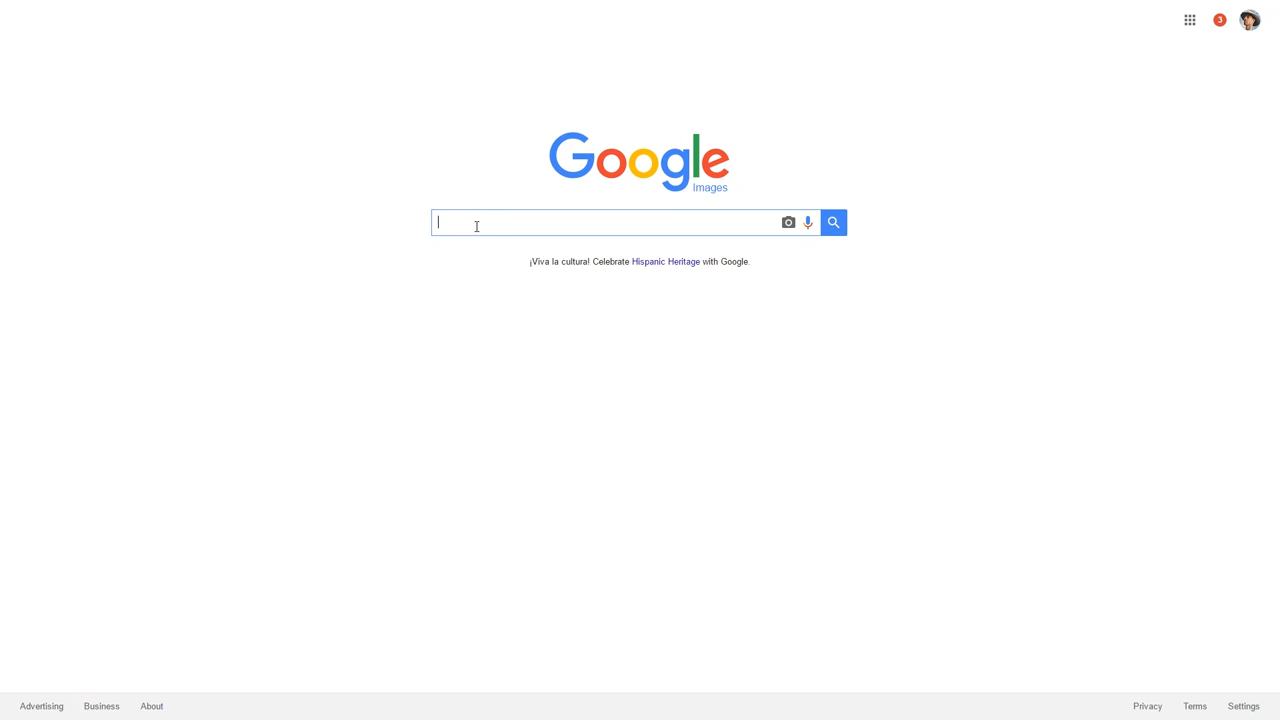 3
Google
Images
¡Viva la cultura! Celebrate Hispanic Heritage with Google.
Advertising Business About Privacy Terms Settings